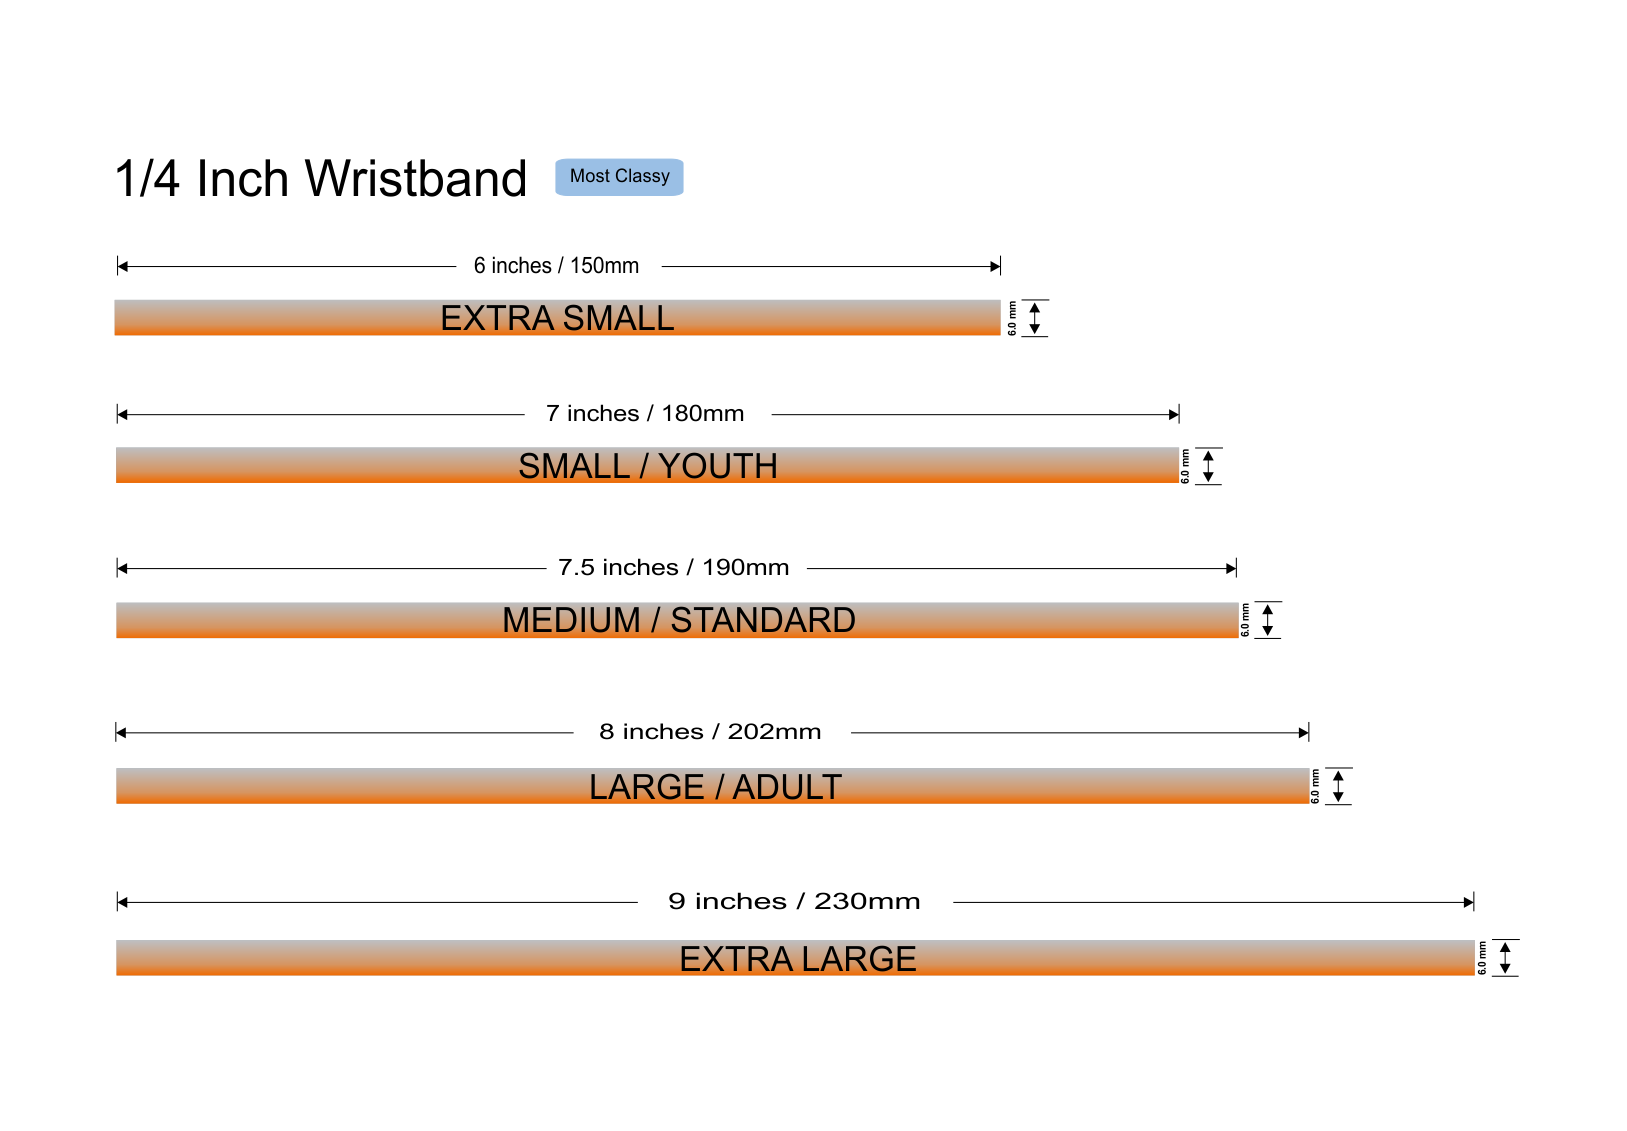 1/4 Inch Wristband
Most Classy
6 inches / 150mm
EXTRA SMALL
6.0 mm
7 inches / 180mm
SMALL / YOUTH
6.0 mm
7.5 inches / 190mm
MEDIUM / STANDARD
6.0 mm
8 inches / 202mm
LARGE / ADULT
6.0 mm
9 inches / 230mm
EXTRA LARGE
6.0 mm